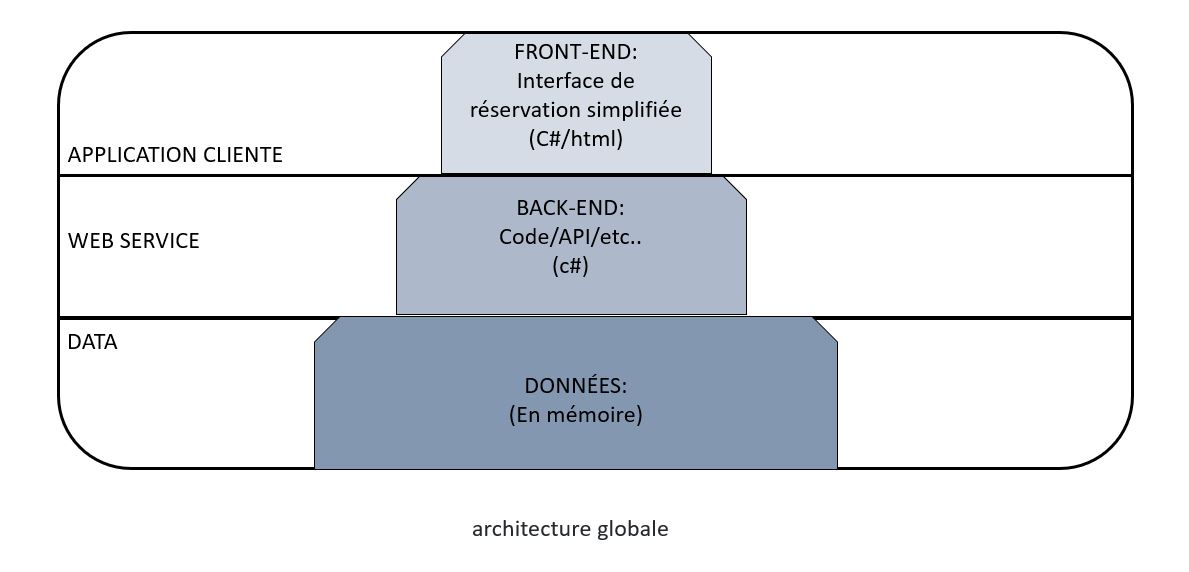 FRONT-END:
Interface de
réservation simplifiée
(C#/html)
APPLICATION CLIENTE
BACK-END:
Code/API/etc..
(c#)
WEB SERVICE
DATA
DONNÉES:
(En mémoire)
architecture globale